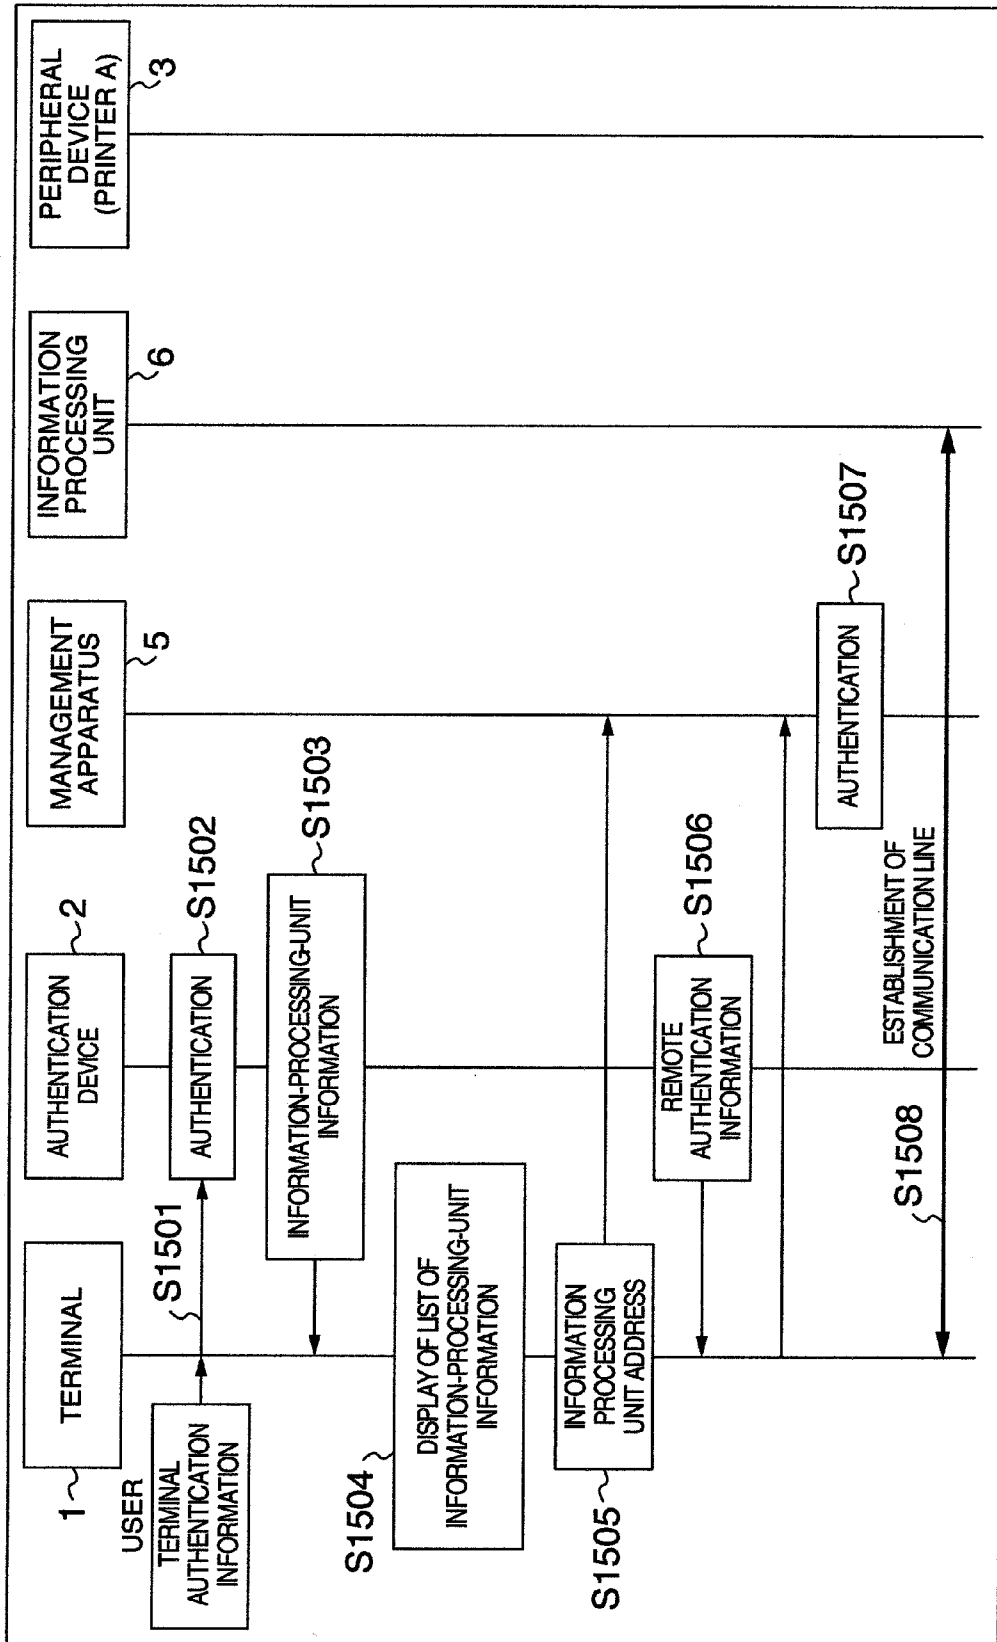 TERMINAL
1
AUTHENTICATION
DEVICE
2
MANAGEMENT
APPARATUS
5
INFORMATION
PROCESSING
UNIT
6
PERIPHERAL
DEVICE
(PRINTER A)
3
USER
TERMINAL
AUTHENTICATION
INFORMATION
S1501
AUTHENTICATION
S1502
INFORMATION-PROCESSING-UNIT
INFORMATION
S1503
DISPLAY OF LIST OF
INFORMATION-PROCESSING-UNIT
INFORMATION
S1504
INFORMATION
PROCESSING
UNIT ADDRESS
S1505
REMOTE
AUTHENTICATION
INFORMATION
S1506
AUTHENTICATION
S1507
ESTABLISHMENT OF
COMMUNICATION LINE
S1508